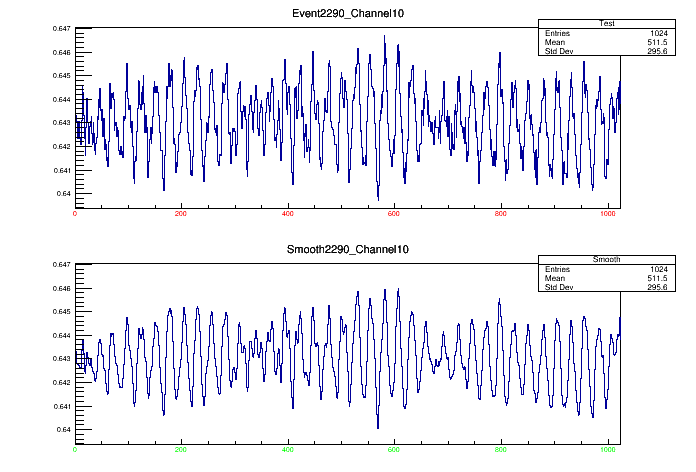 Event2290_Channel10
Test
Entries 1024
Mean 511.5
Std Dev 295.6
0.647
0.646
0.645
0.644
0.643
0.642
0.641
0.64
0 200 400 600 800 1000
Smooth2290_Channel10
Smooth
Entries 1024
Mean 511.5
Std Dev 295.6
0.647
0.646
0.645
0.644
0.643
0.642
0.641
0.64
0 200 400 600 800 1000